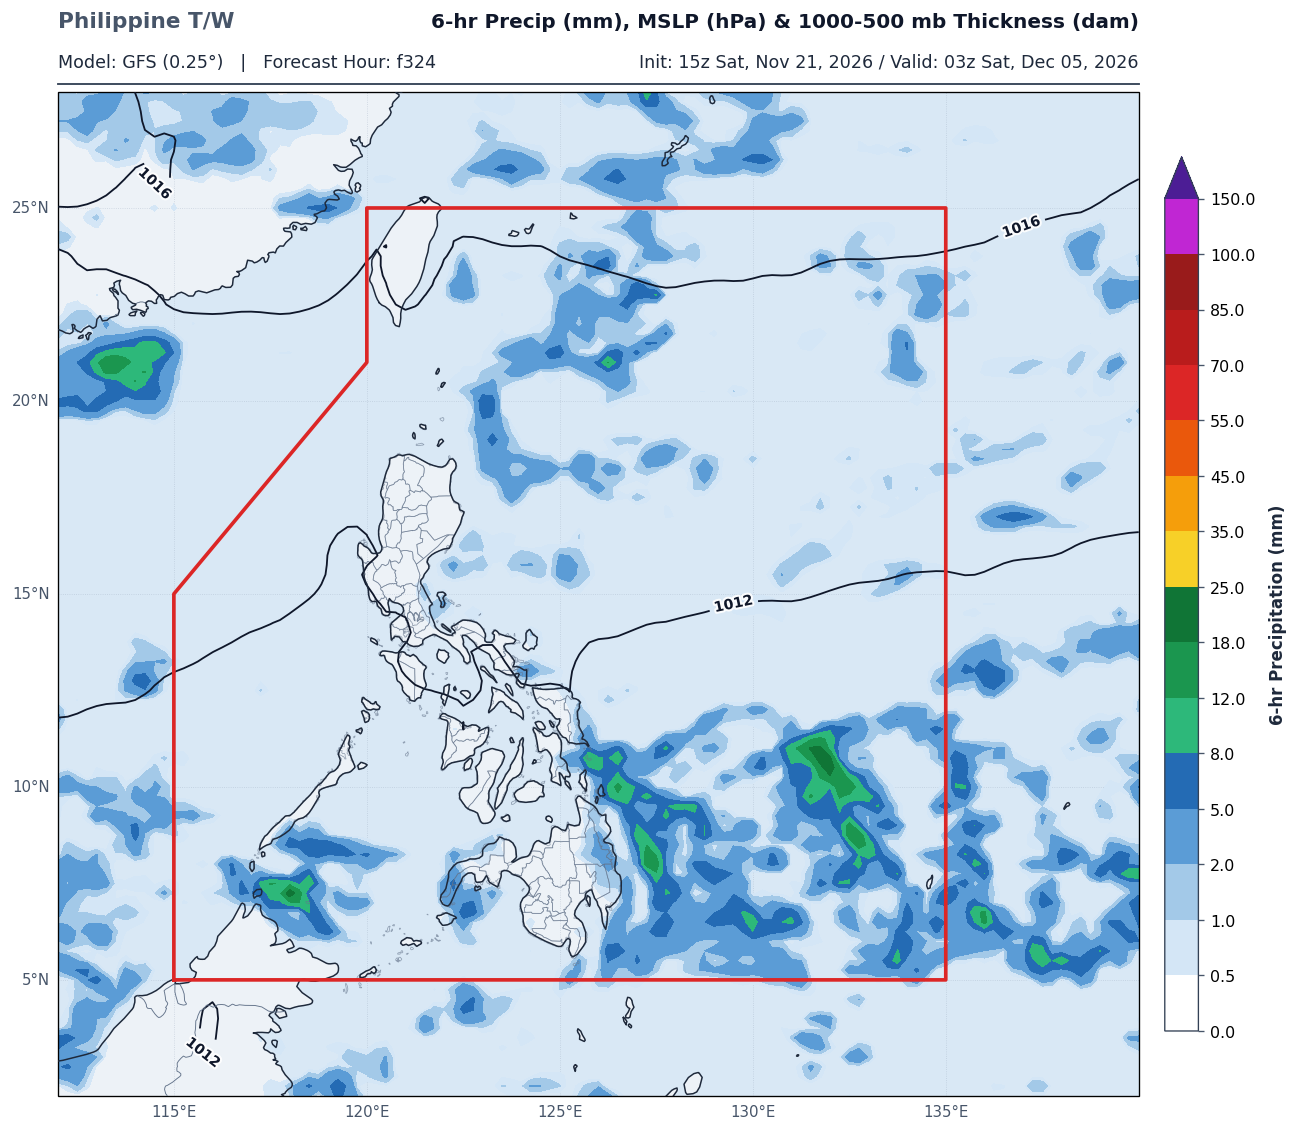 Philippine T/W
6-hr Precip (mm), MSLP (hPa) & 1000-500 mb Thickness (dam)
Model: GFS (0.25°) | Forecast Hour: f324
Init: 15z Sat, Nov 21, 2026 / Valid: 03z Sat, Dec 05, 2026
1016
1016
1012
1012
25°N
20°N
15°N
10°N
5°N
115°E
120°E
125°E
130°E
135°E
150.0
100.0
85.0
70.0
55.0
45.0
35.0
25.0
18.0
12.0
8.0
5.0
2.0
1.0
0.5
0.0
6-hr Precipitation (mm)